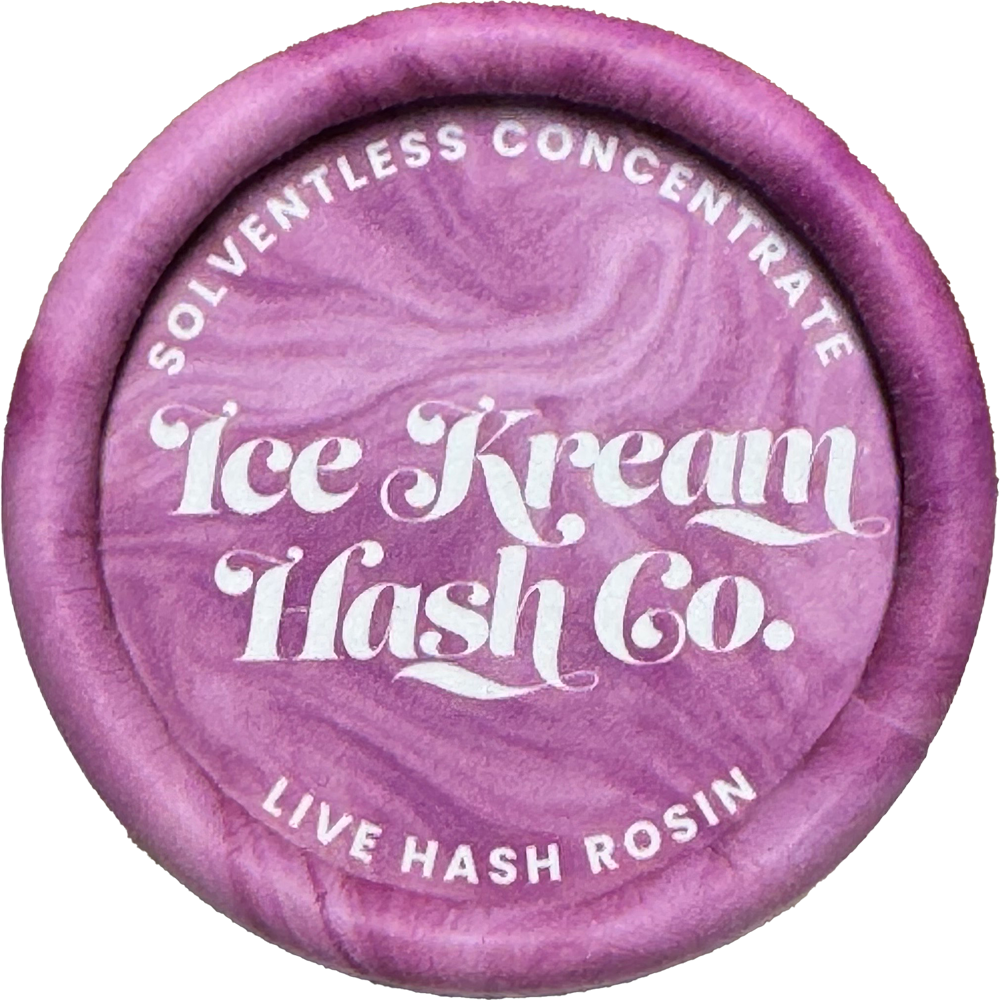 SOLVENTLESS CONCENTRATE
Ice Kream
Hash Co.
LIVE HASH ROSIN